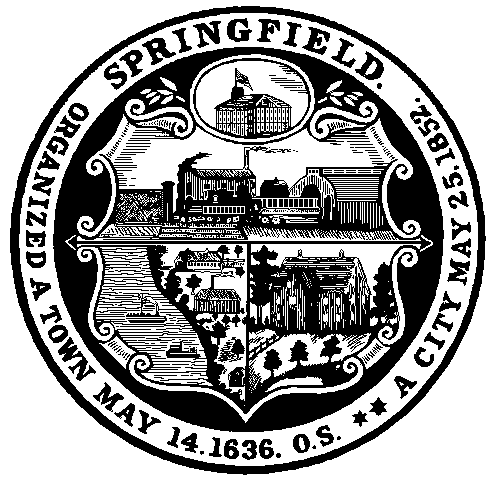 SPRINGFIELD.
ORGANIZED A TOWN MAY 14.1636. O.S.
A CITY MAY 25.1852.